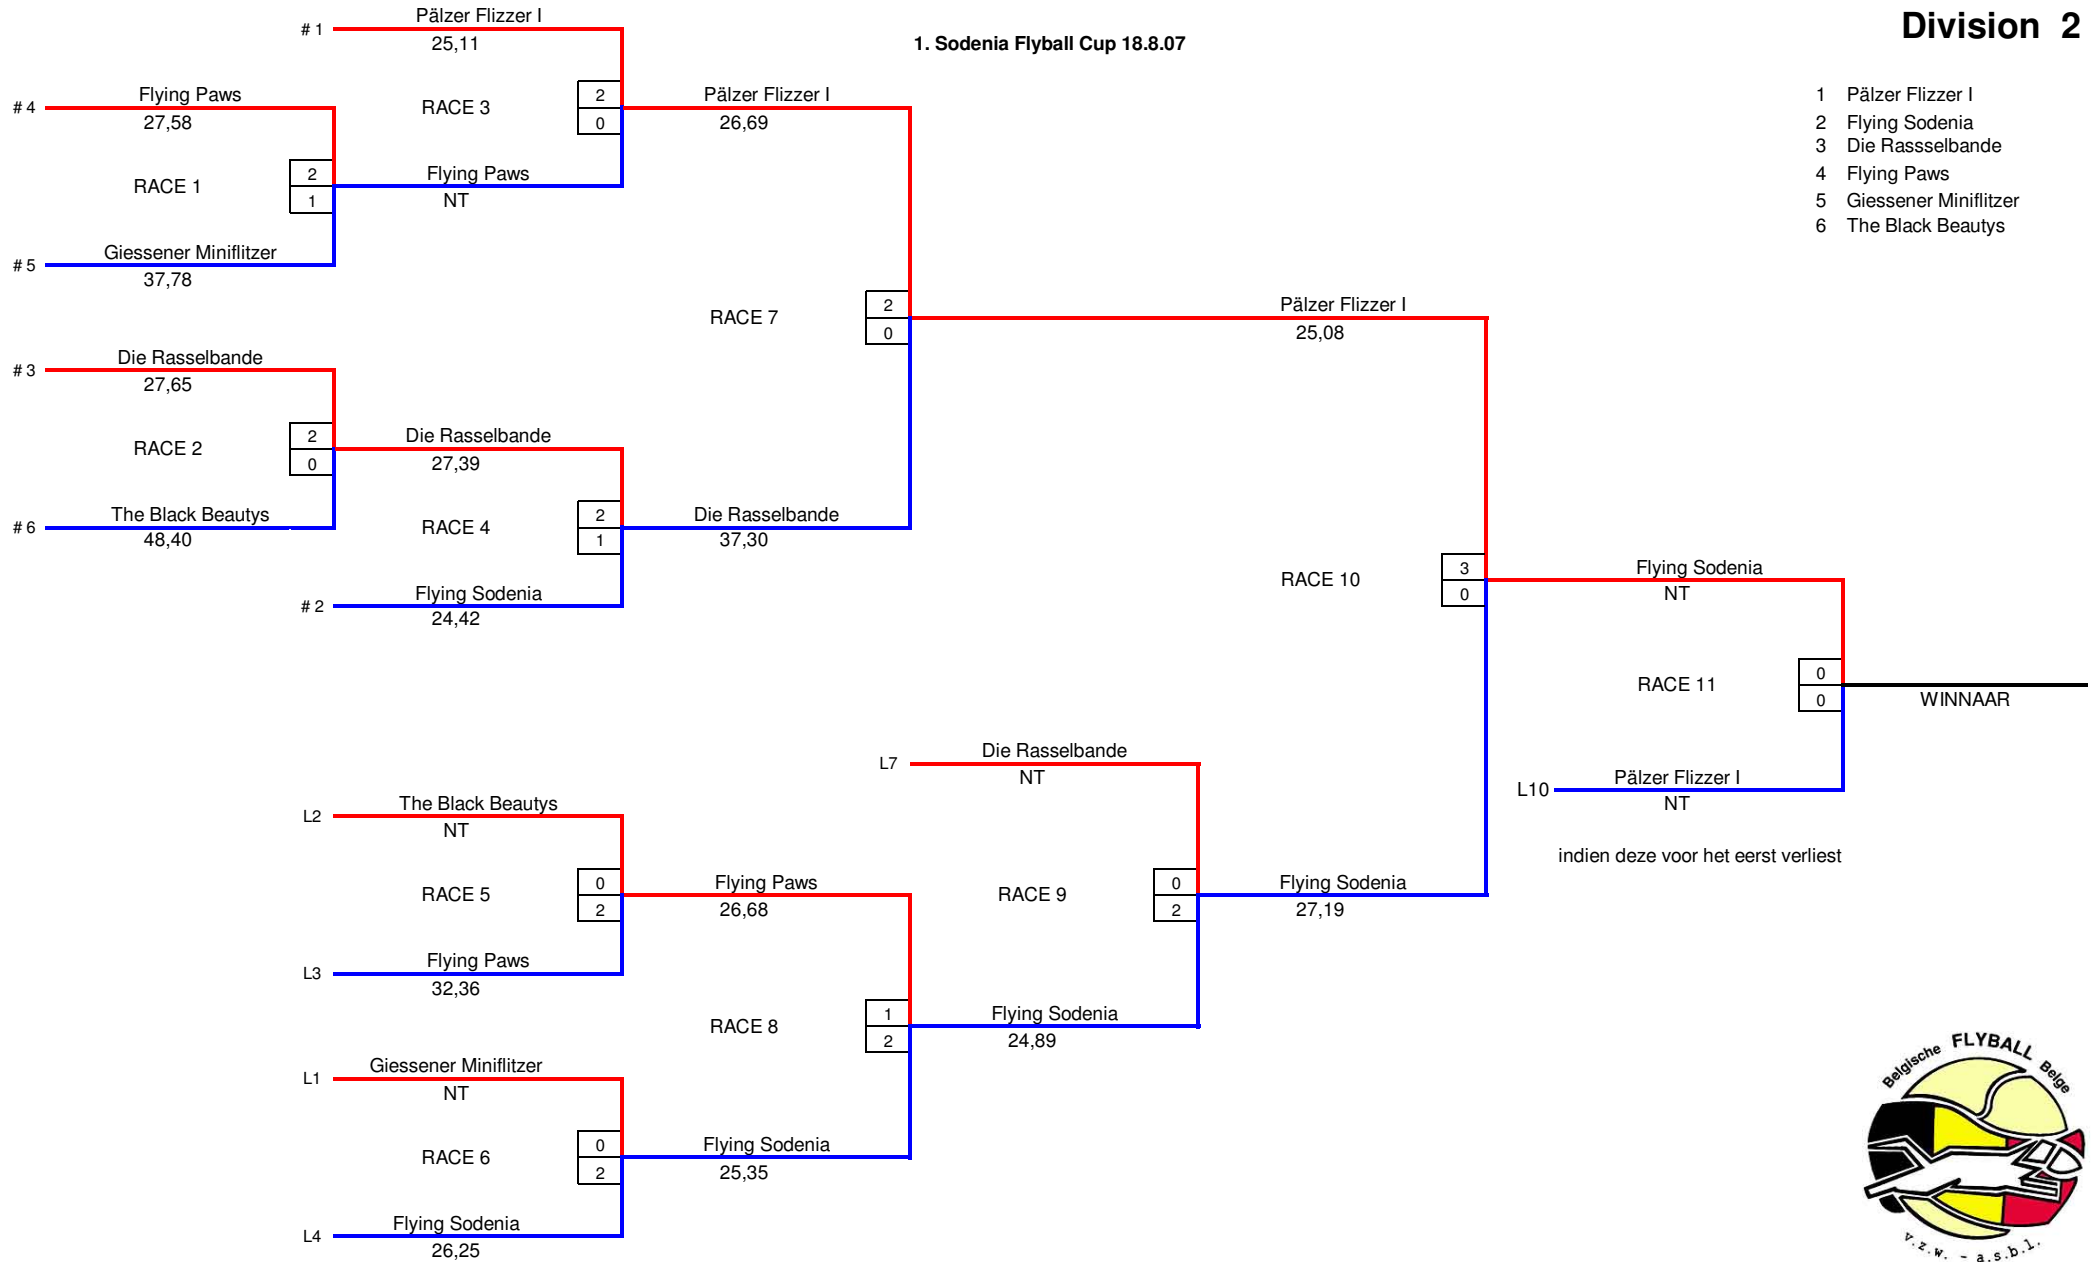 Division 2
1. Sodenia Flyball Cup 18.8.07
1 Pälzer Flizzer I
2 Flying Sodenia
3 Die Rassselbande
4 Flying Paws
5 Giessener Miniflitzer
6 The Black Beautys
# 1 Pälzer Flizzer I
25,11
# 4 Flying Paws
27,58
RACE 3
2
0
Pälzer Flizzer I
26,69
RACE 1
2
1
Flying Paws
NT
# 5 Giessener Miniflitzer
37,78
RACE 7
2
0
Pälzer Flizzer I
25,08
# 3 Die Rasselbande
27,65
RACE 2
2
0
Die Rasselbande
27,39
# 6 The Black Beautys
48,40
RACE 4
2
1
Die Rasselbande
37,30
# 2 Flying Sodenia
24,42
RACE 10
3
0
Flying Sodenia
NT
RACE 11
0
0
WINNAAR
L10 Pälzer Flizzer I
NT
indien deze voor het eerst verliest
L7 Die Rasselbande
NT
L2 The Black Beautys
NT
RACE 5
0
2
Flying Paws
26,68
RACE 9
0
2
Flying Sodenia
27,19
L3 Flying Paws
32,36
RACE 8
1
2
Flying Sodenia
24,89
L1 Giessener Miniflitzer
NT
RACE 6
0
2
Flying Sodenia
25,35
L4 Flying Sodenia
26,25
Belgische FLYBALL Belge
v.z.w. - a.s.b.l.